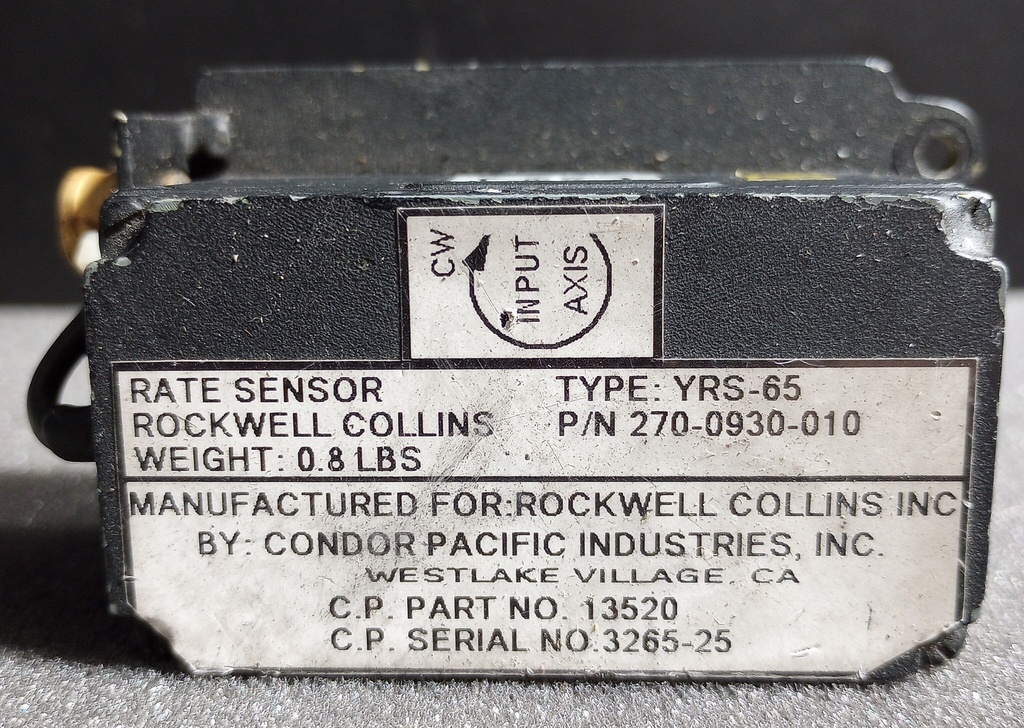 CW
INPUT
AXIS
RATE SENSOR TYPE: YRS-65
ROCKWELL COLLINS P/N 270-0930-010
WEIGHT: 0.8 LBS
MANUFACTURED FOR:ROCKWELL COLLINS INC
BY: CONDOR PACIFIC INDUSTRIES, INC.
WESTLAKE VILLAGE, CA
C.P. PART NO. 13520
C.P. SERIAL NO.3265-25